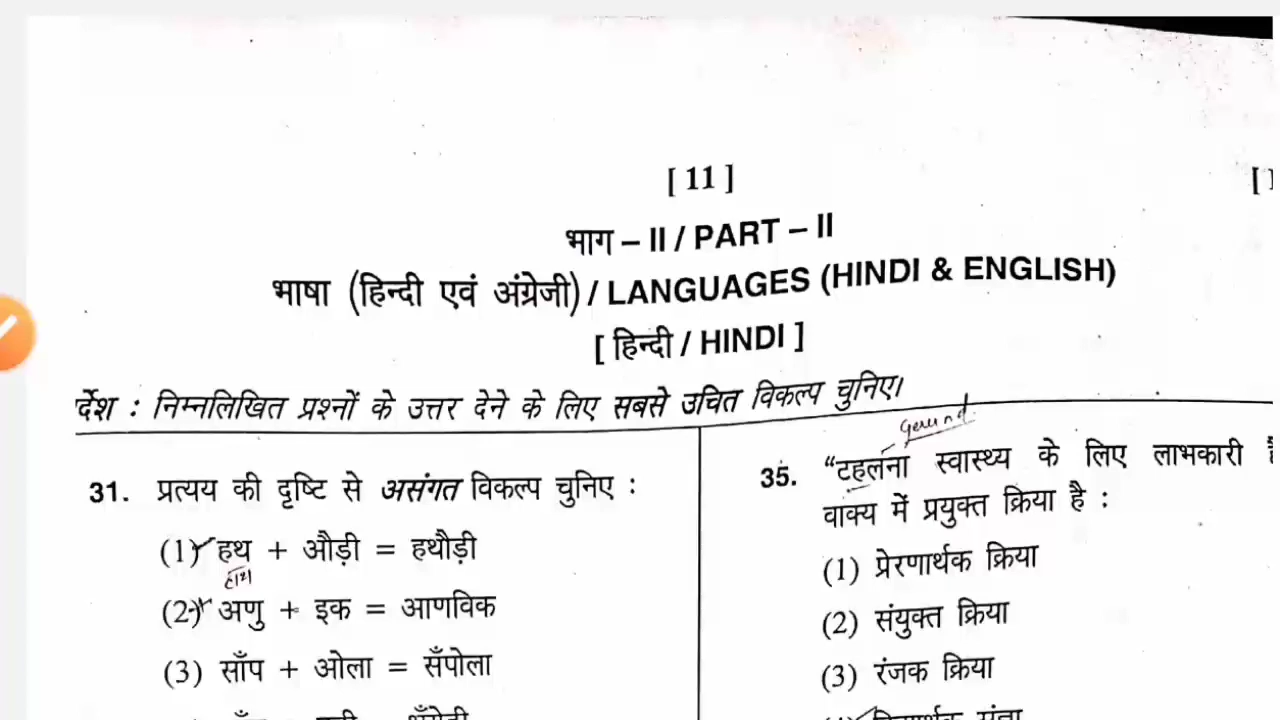 [ 11 ]
भाग – II / PART – II
भाषा (हिन्दी एवं अंग्रेजी) / LANGUAGES (HINDI & ENGLISH)
[ हिन्दी / HINDI ]
र्देश : निम्नलिखित प्रश्नों के उत्तर देने के लिए सबसे उचित विकल्प चुनिए।
31. प्रत्यय की दृष्टि से असंगत विकल्प चुनिए :
(1) हथ + औड़ी = हथौड़ी
हाथ
(2) अणु + इक = आणविक
(3) साँप + ओला = सँपोला
Gerund
35. “टहलना स्वास्थ्य के लिए लाभकारी है
वाक्य में प्रयुक्त क्रिया है :
(1) प्रेरणार्थक क्रिया
(2) संयुक्त क्रिया
(3) रंजक क्रिया